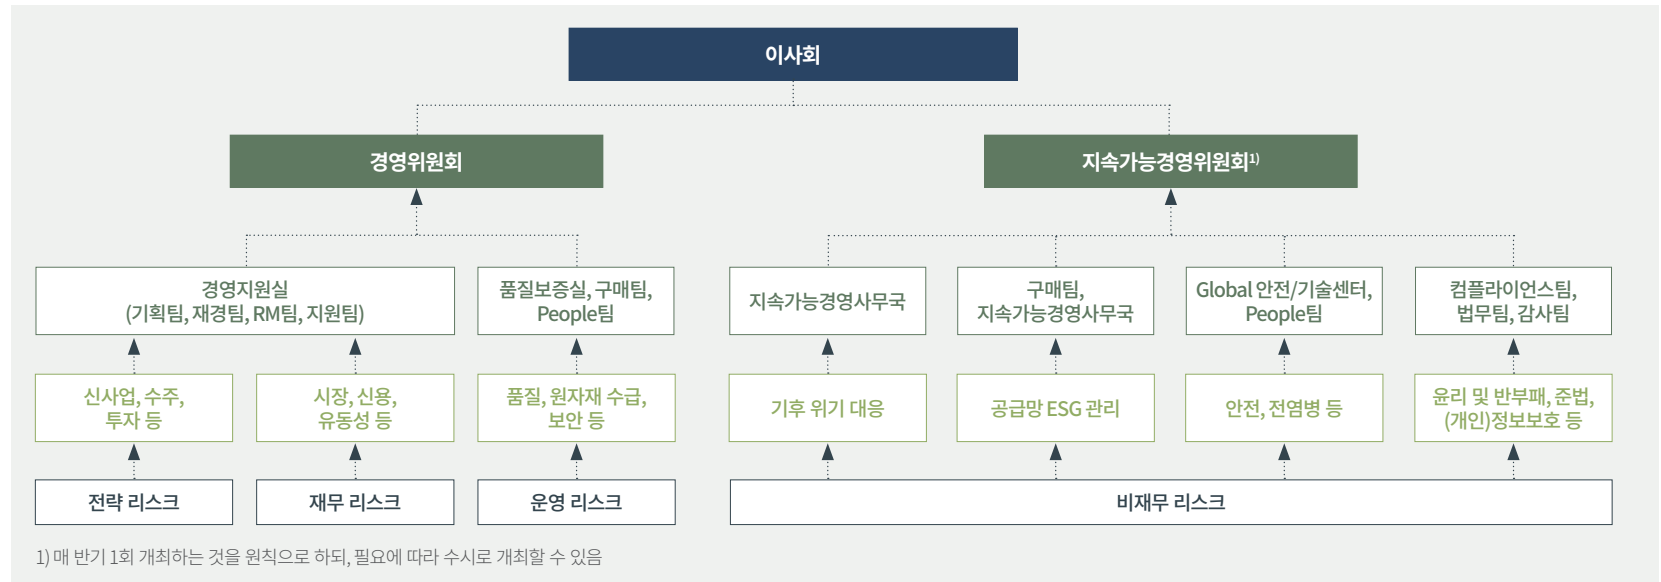 이사회
경영위원회
지속가능경영위원회1)
경영지원실
(기획팀, 재경팀, RM팀, 지원팀)
품질보증실, 구매팀,
People팀
지속가능경영사무국
구매팀,
지속가능경영사무국
Global 안전/기술센터,
People팀
컴플라이언스팀,
법무팀, 감사팀
신사업, 수주,
투자 등
시장, 신용,
유동성 등
품질, 원자재 수급,
보안 등
기후 위기 대응
공급망 ESG 관리
안전, 전염병 등
윤리 및 반부패, 준법,
(개인)정보보호 등
전략 리스크
재무 리스크
운영 리스크
비재무 리스크
1) 매 반기 1회 개최하는 것을 원칙으로 하되, 필요에 따라 수시로 개최할 수 있음